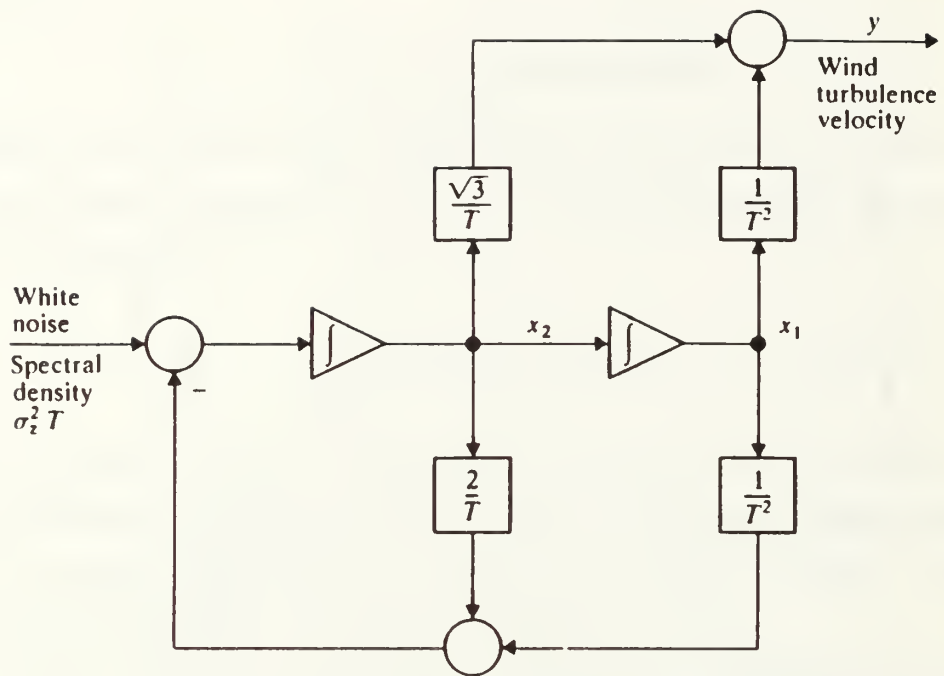 y
Wind
turbulence
velocity
√3
T
1
T²
White
noise
∫
x₂
∫
x₁
Spectral
density
σ_z² T
−
2
T
1
T²